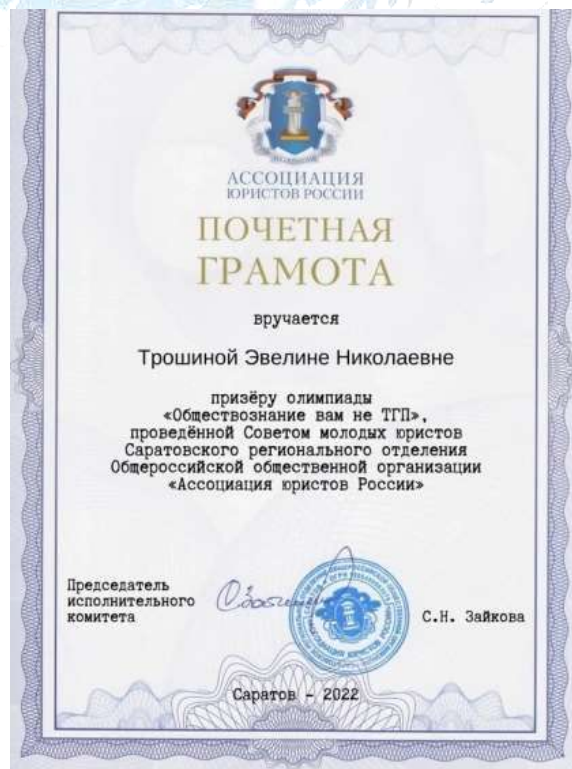 АССОЦИАЦИЯ
ЮРИСТОВ РОССИИ
ПОЧЕТНАЯ
ГРАМОТА
вручается
Трошиной Эвелине Николаевне
призёру олимпиады
«Обществознание вам не ТГП»,
проведённой Советом молодых юристов
Саратовского регионального отделения
Общероссийской общественной организации
«Ассоциация юристов России»
Председатель
исполнительного
комитета
С.Н. Зайкова
Саратов - 2022